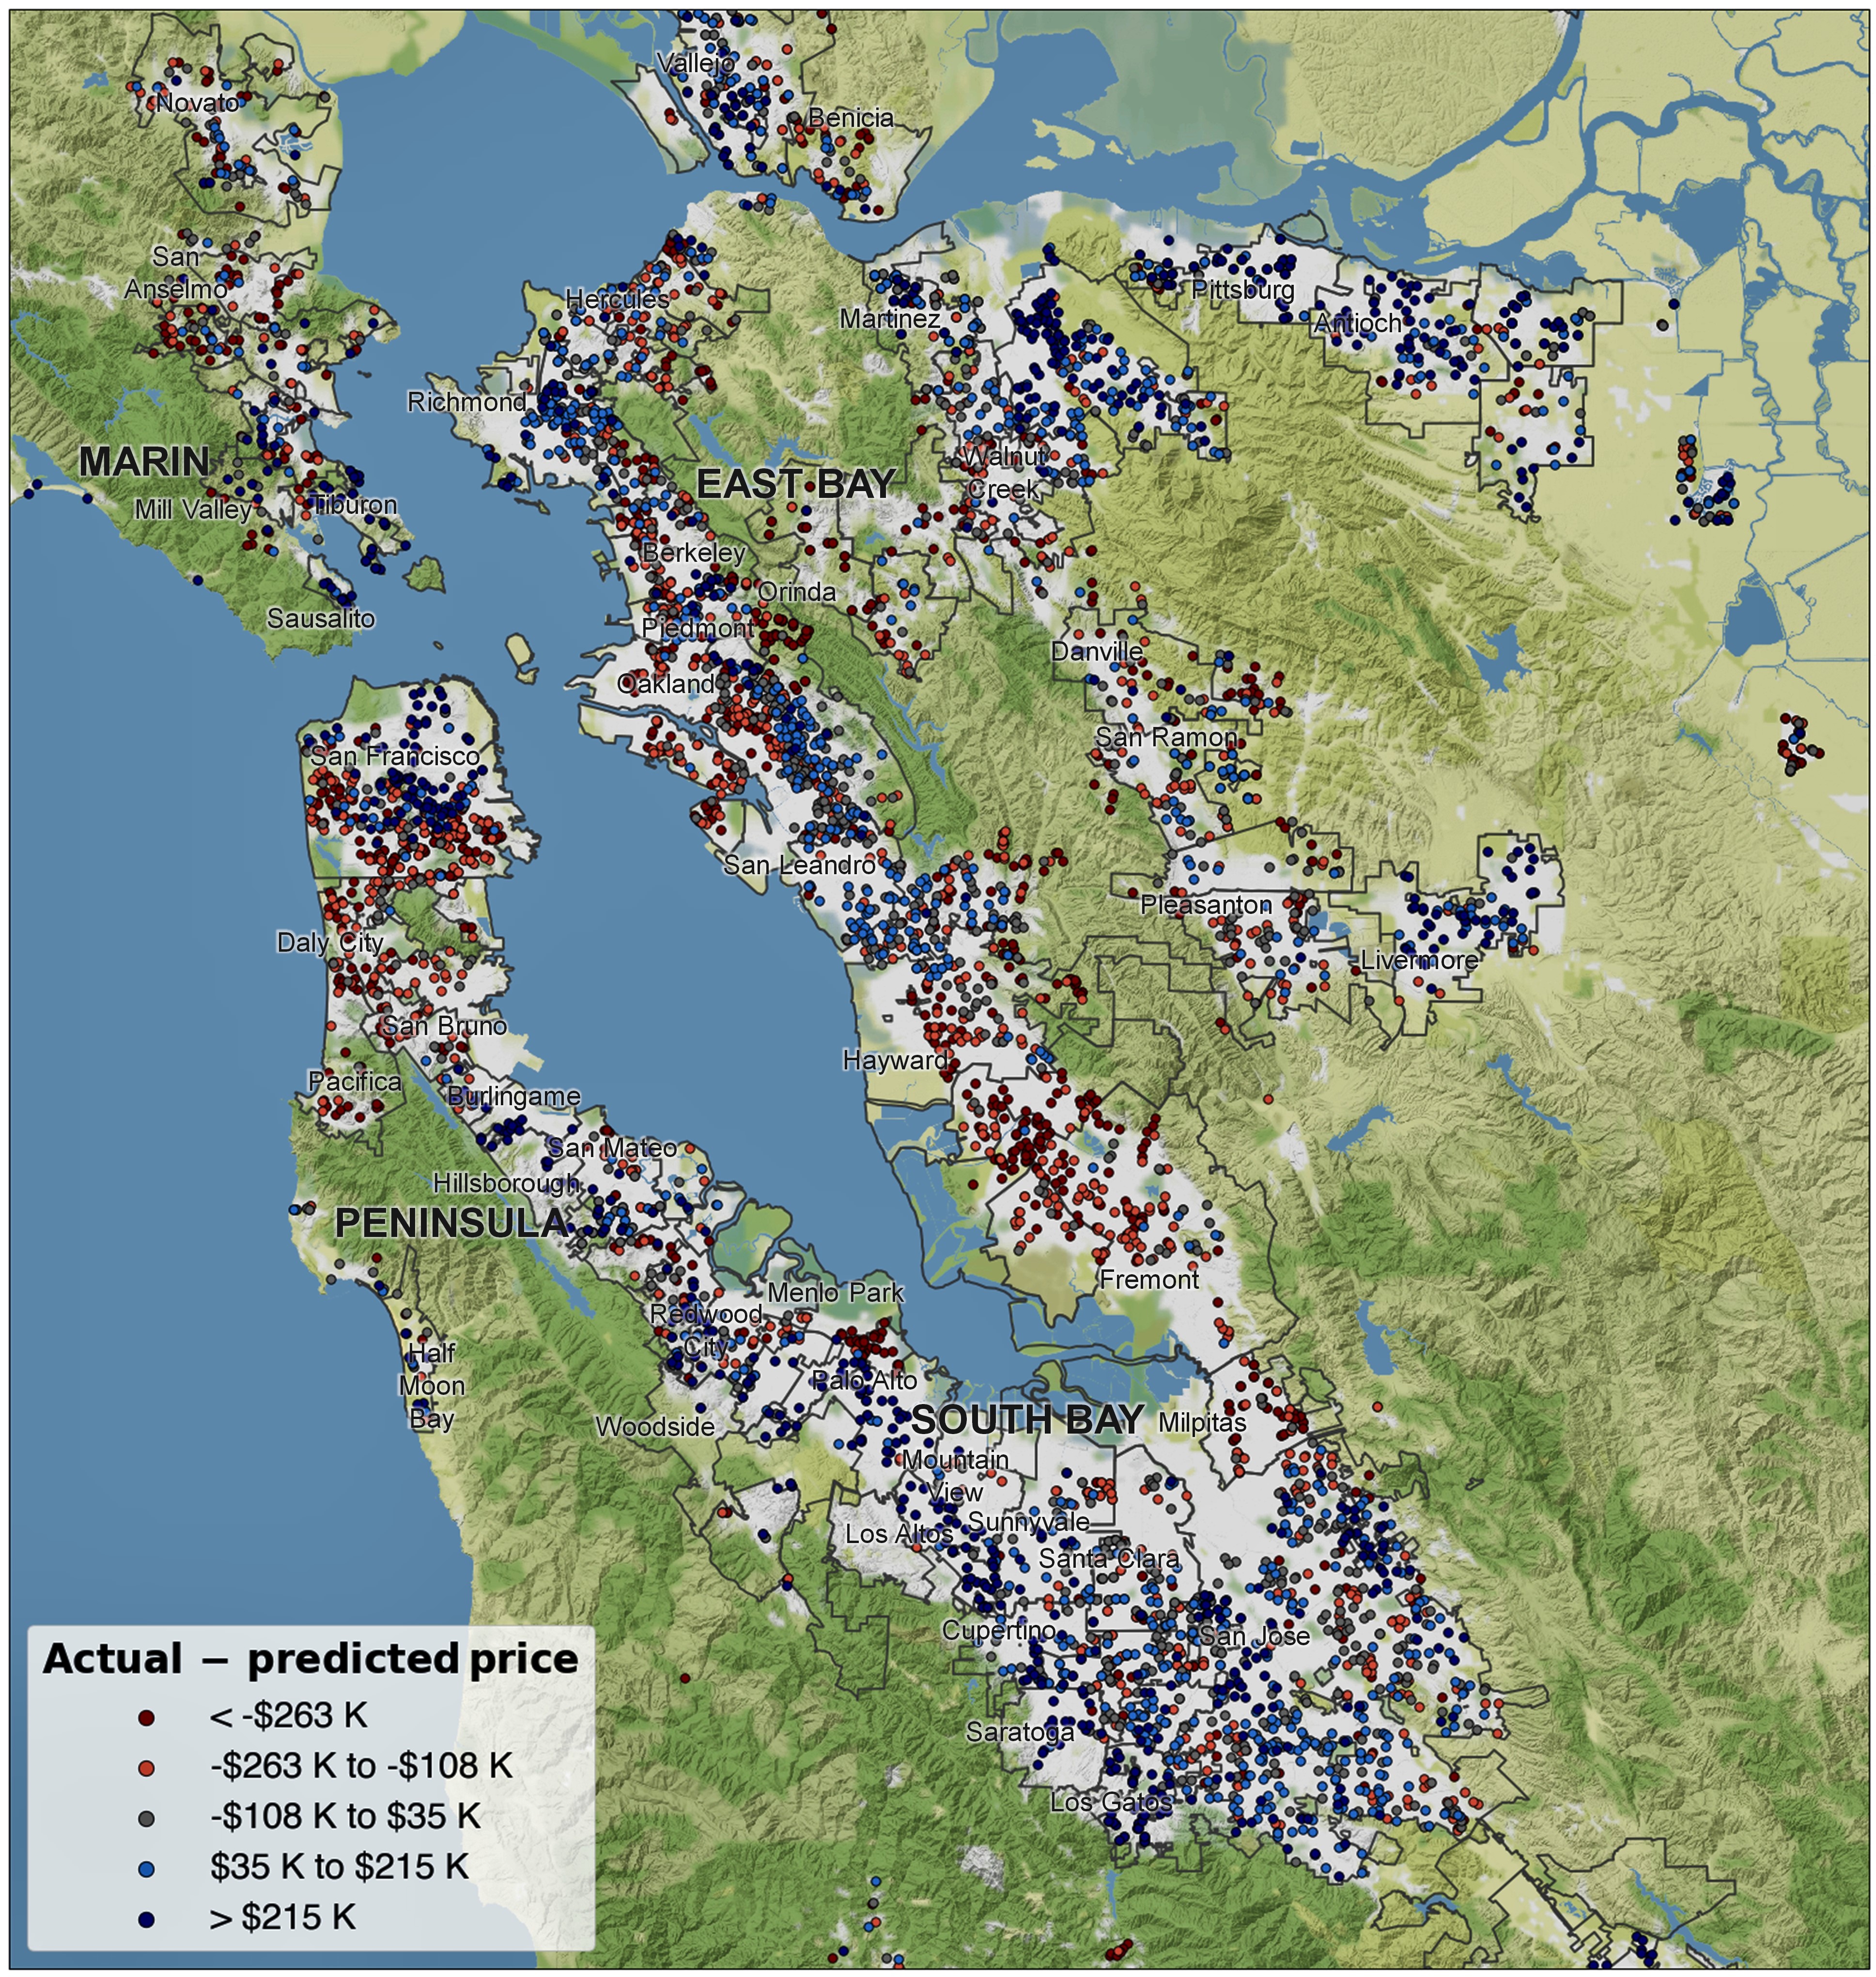 Vallejo
Novato
Benicia
San
Anselmo
Hercules
Martinez
Pittsburg
Antioch
Richmond
MARIN
EAST BAY
Walnut
Creek
Mill Valley
Tiburon
Berkeley
Orinda
Sausalito
Piedmont
Danville
Oakland
San Francisco
San Ramon
San Leandro
Pleasanton
Daly City
Livermore
San Bruno
Hayward
Pacifica
Burlingame
San Mateo
Hillsborough
PENINSULA
Fremont
Menlo Park
Redwood
City
Half
Moon
Bay
Palo Alto
Woodside
SOUTH BAY
Milpitas
Mountain
View
Los Altos
Sunnyvale
Santa Clara
Cupertino
San Jose
Saratoga
Los Gatos
Actual − predicted price
< -$263 K
-$263 K to -$108 K
-$108 K to $35 K
$35 K to $215 K
> $215 K